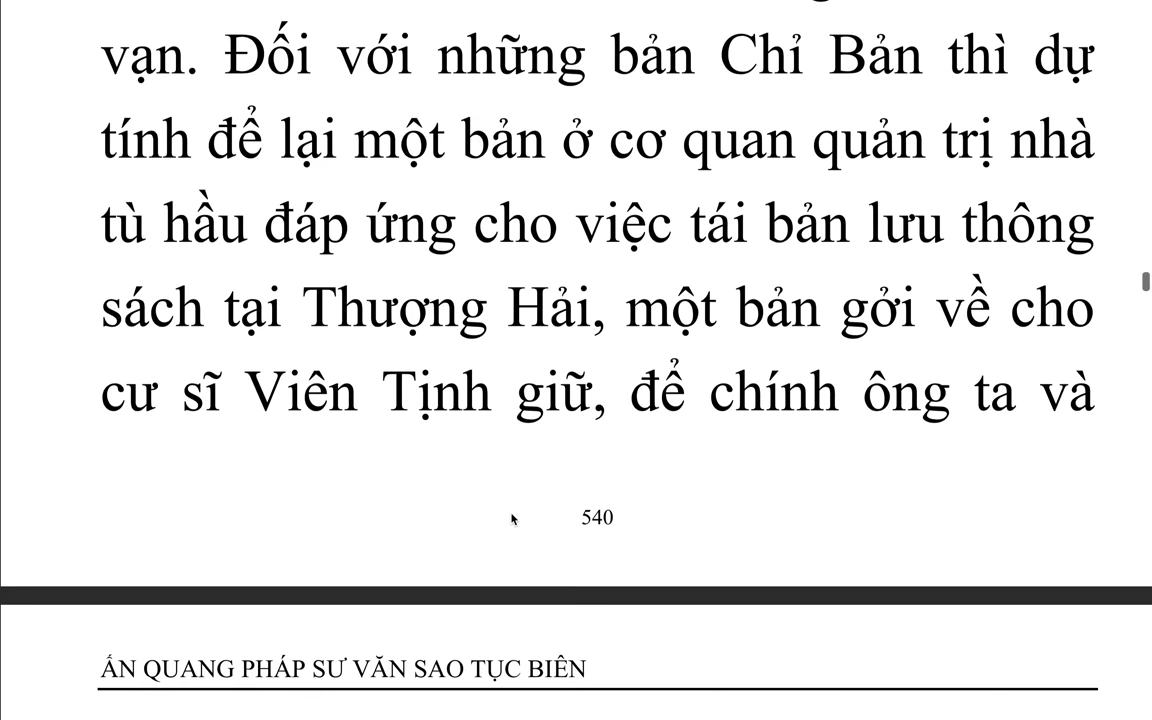 vạn. Đối với những bản Chỉ Bản thì dự
tính để lại một bản ở cơ quan quản trị nhà
tù hầu đáp ứng cho việc tái bản lưu thông
sách tại Thượng Hải, một bản gởi về cho
cư sĩ Viên Tịnh giữ, để chính ông ta và
540
ẤN QUANG PHÁP SƯ VĂN SAO TỤC BIÊN